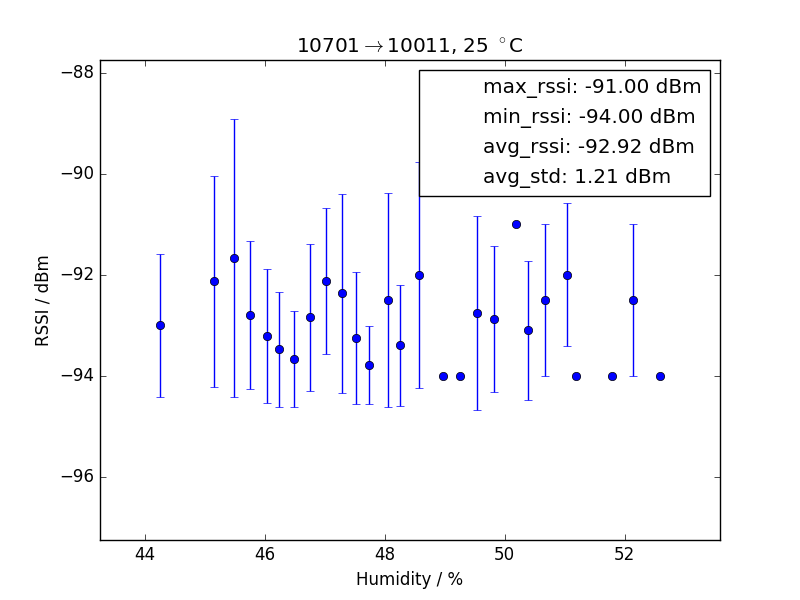 10701→10011, 25 °C
max_rssi: -91.00 dBm
min_rssi: -94.00 dBm
avg_rssi: -92.92 dBm
avg_std: 1.21 dBm
RSSI / dBm
−88
−90
−92
−94
−96
44 46 48 50 52
Humidity / %